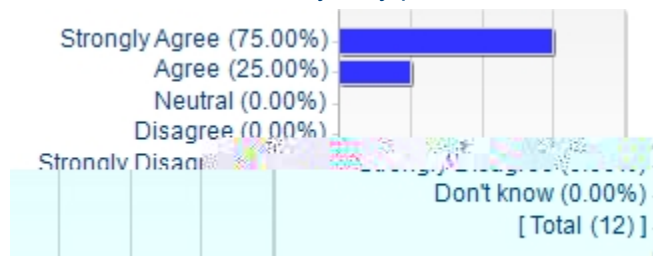 Strongly Agree (75.00%)
Agree (25.00%)
Neutral (0.00%)
Disagree (0.00%)
Strongly
Don't know (0.00%)
[ Total (12) ]